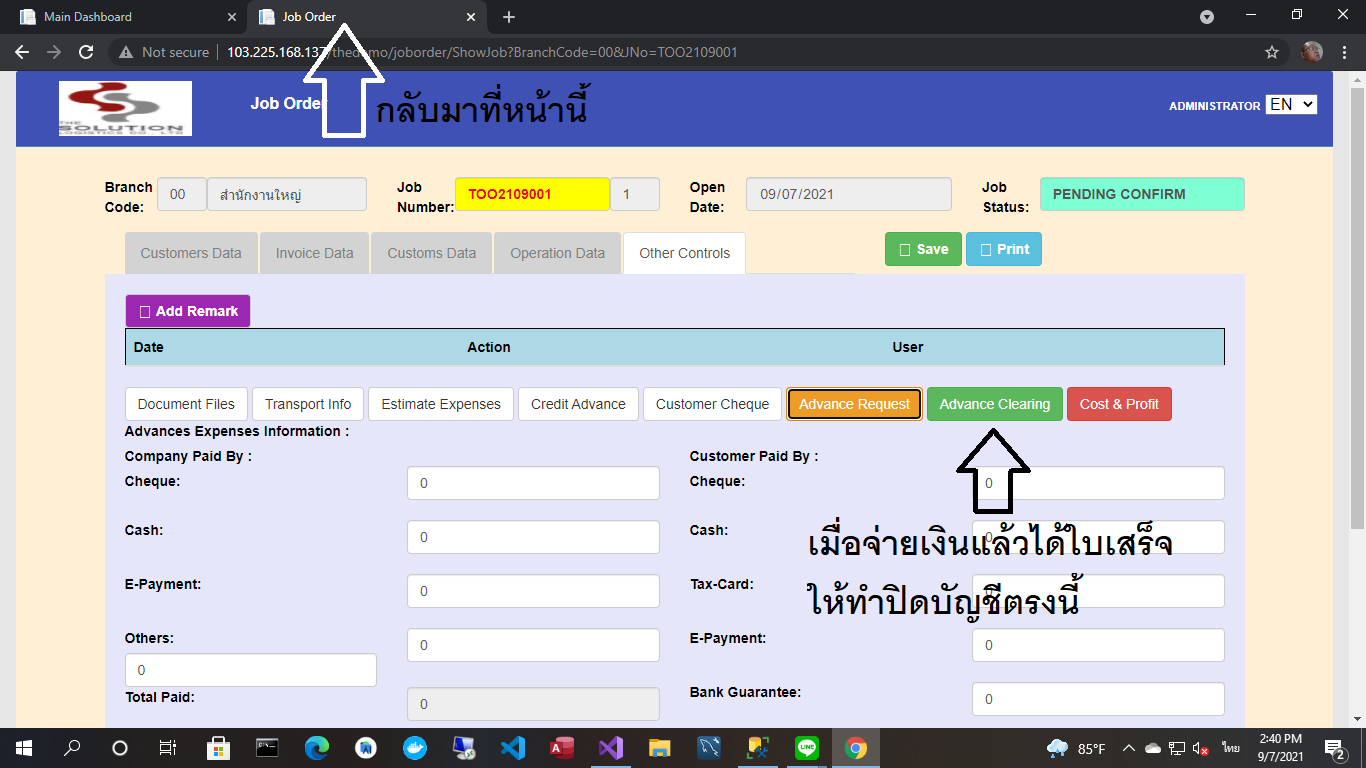 Main Dashboard
Job Order
Not secure
103.225.168.137/thedemo/joborder/ShowJob?BranchCode=00&JNo=TOO2109001
THE
SOLUTION
LOGISTICS CO., LTD
Job Order
กลับมาที่หน้านี้
ADMINISTRATOR
EN
Branch Code:
00
สำนักงานใหญ่
Job Number:
TOO2109001
1
Open Date:
09/07/2021
Job Status:
PENDING CONFIRM
Customers Data
Invoice Data
Customs Data
Operation Data
Other Controls
Save
Print
Add Remark
Date Action User
Document Files
Transport Info
Estimate Expenses
Credit Advance
Customer Cheque
Advance Request
Advance Clearing
Cost & Profit
Advances Expenses Information :
Company Paid By :
Customer Paid By :
Cheque:
0
Cheque:
0
Cash:
0
Cash:
0
เมื่อจ่ายเงินแล้วได้ใบเสร็จ
E-Payment:
0
Tax-Card:
0
ให้ทำปิดบัญชีตรงนี้
Others:
0
0
E-Payment:
0
Total Paid:
0
Bank Guarantee:
0
85°F
ไทย
2:40 PM
9/7/2021
2